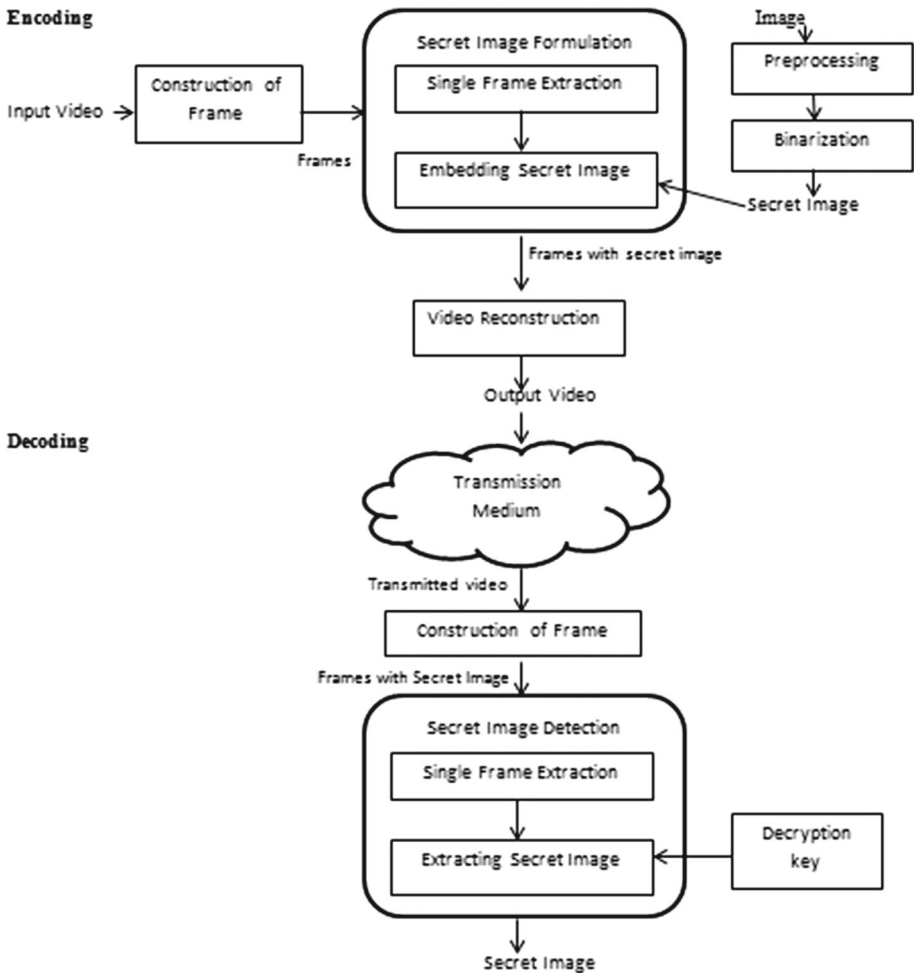 Encoding
Image
Secret Image Formulation
Preprocessing
Single Frame Extraction
Construction of
Frame
Input Video
Binarization
Frames
Embedding Secret Image
Secret Image
Frames with secret image
Video Reconstruction
Output Video
Decoding
Transmission
Medium
Transmitted video
Construction of Frame
Frames with Secret Image
Secret Image Detection
Single Frame Extraction
Decryption
key
Extracting Secret Image
Secret Image